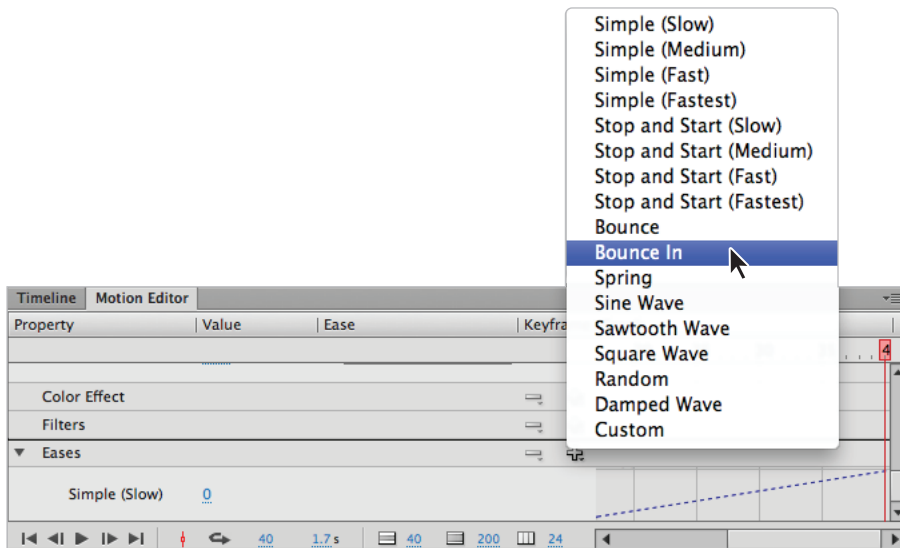 Simple (Slow)
Simple (Medium)
Simple (Fast)
Simple (Fastest)
Stop and Start (Slow)
Stop and Start (Medium)
Stop and Start (Fast)
Stop and Start (Fastest)
Bounce
Bounce In
Spring
Sine Wave
Sawtooth Wave
Square Wave
Random
Damped Wave
Custom
Timeline Motion Editor
Property Value Ease Keyfra
4
Color Effect
Filters
Eases
Simple (Slow) 0
40 1.7 s 40 200 24